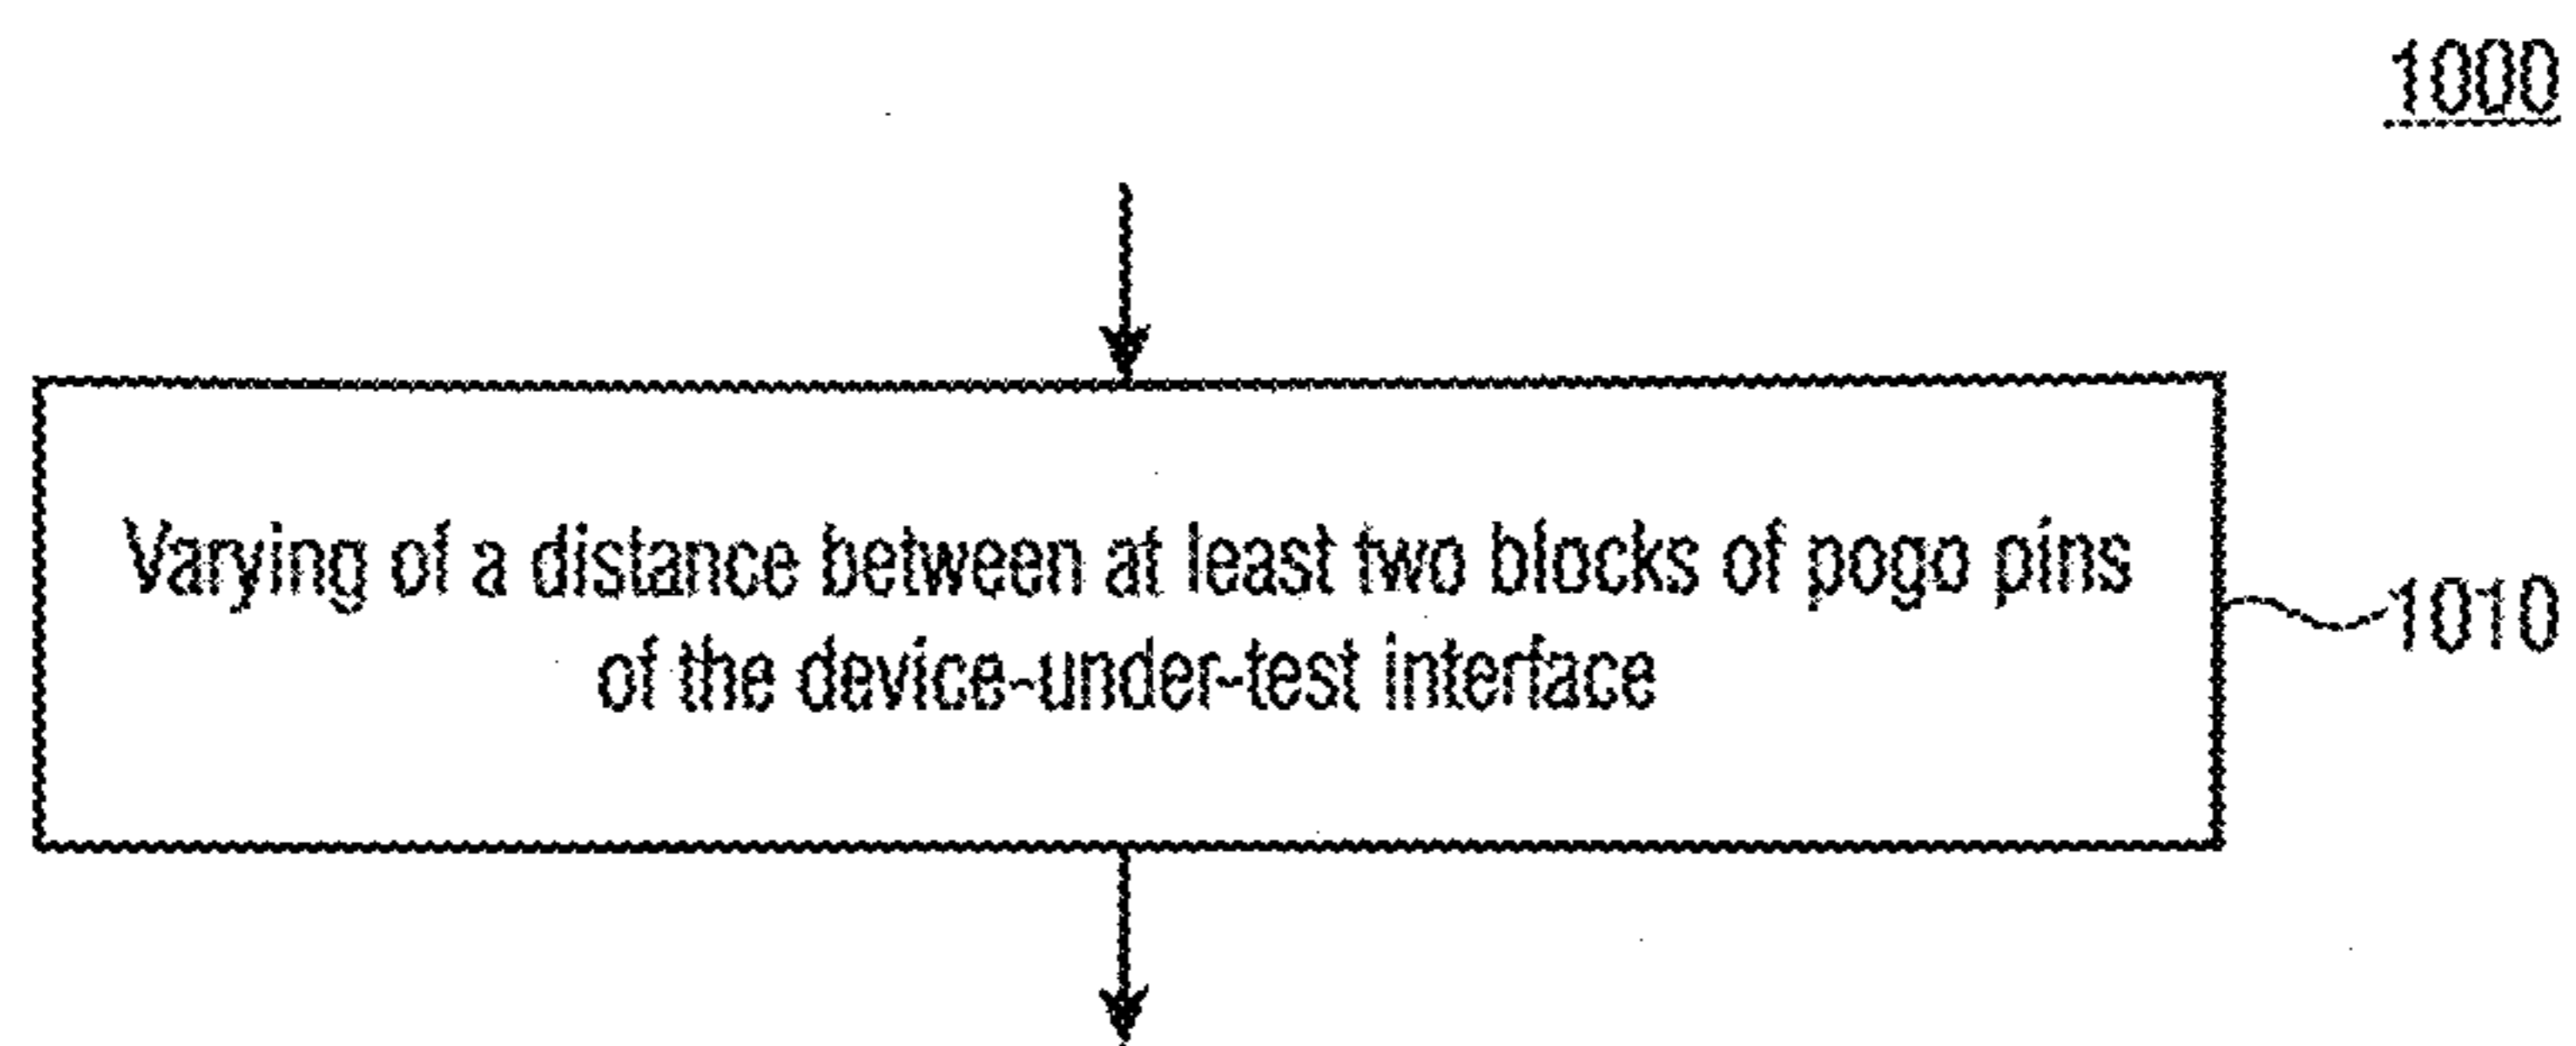 1000
Varying of a distance between at least two blocks of pogo pins
of the device-under-test interface
1010